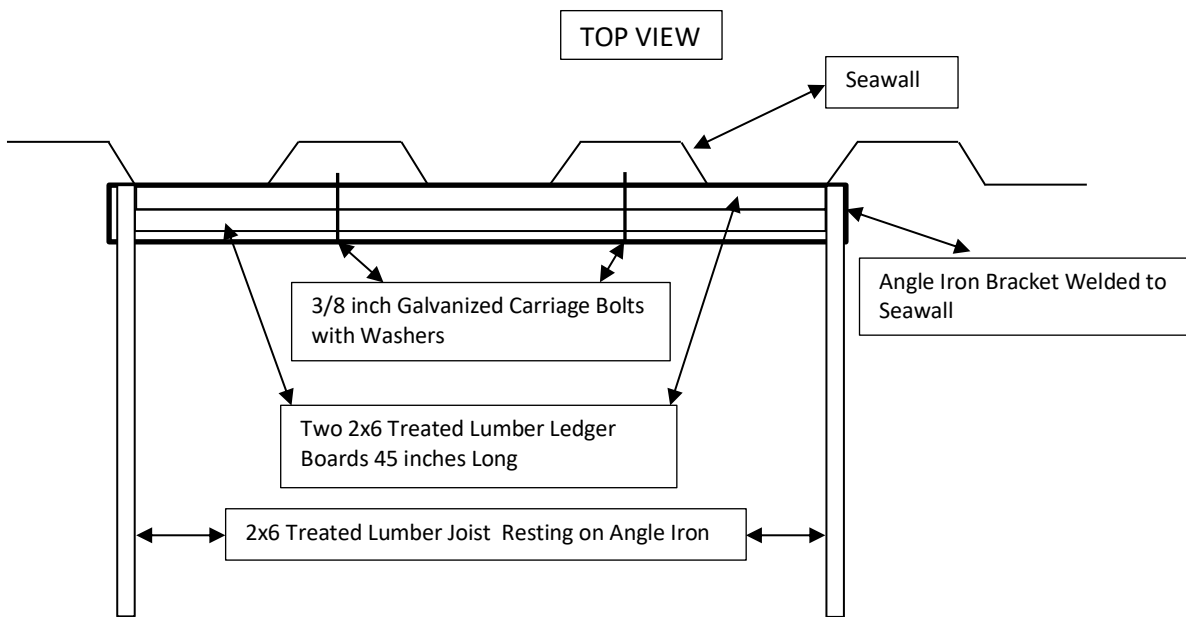 TOP VIEW
Seawall
Angle Iron Bracket Welded to
Seawall
3/8 inch Galvanized Carriage Bolts
with Washers
Two 2x6 Treated Lumber Ledger
Boards 45 inches Long
2x6 Treated Lumber Joist  Resting on Angle Iron